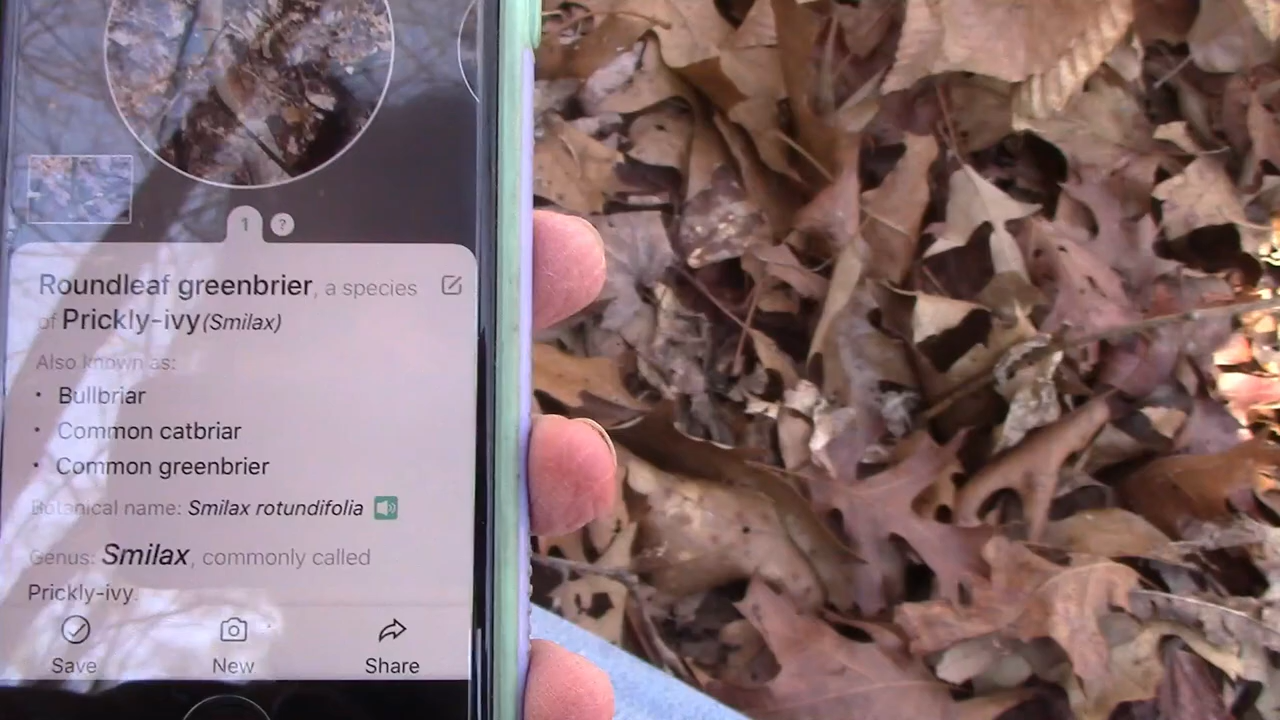 1 ?
Roundleaf greenbrier, a species
of Prickly-ivy (Smilax)
Also known as:
• Bullbriar
• Common catbriar
• Common greenbrier
Botanical name: Smilax rotundifolia
Genus: Smilax, commonly called
Prickly-ivy.
Save New Share